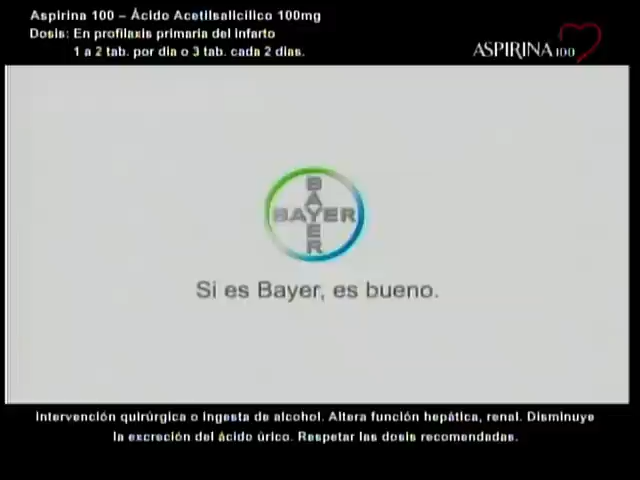 Aspirina 100 – Ácido Acetilsalicílico 100mg
Dosis: En profilaxis primaria del infarto
1 a 2 tab. por dia o 3 tab. cada 2 dias.
ASPIRINA 100
BAYER
BAYER
Si es Bayer, es bueno.
Intervención quirúrgica o ingesta de alcohol. Altera función hepática, renal. Disminuye
la excreción del ácido úrico. Respetar las dosis recomendadas.